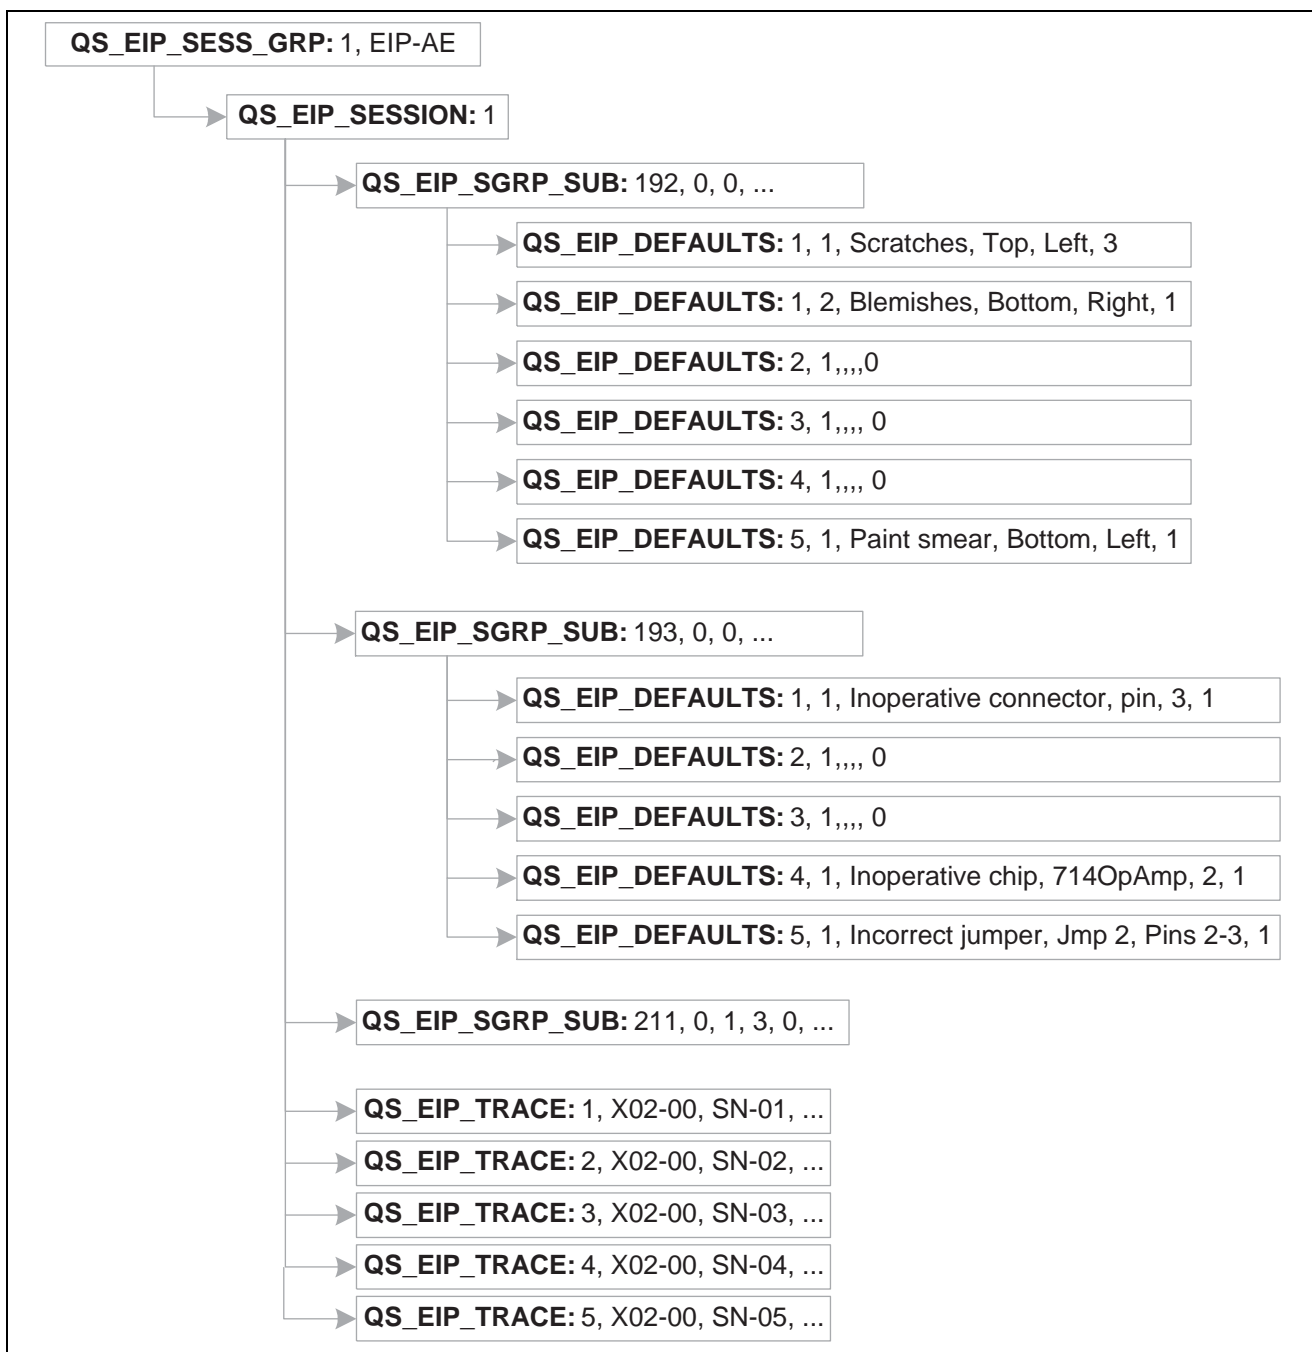 QS_EIP_SESS_GRP: 1, EIP-AE
QS_EIP_SESSION: 1
QS_EIP_SGRP_SUB: 192, 0, 0, ...
QS_EIP_DEFAULTS: 1, 1, Scratches, Top, Left, 3
QS_EIP_DEFAULTS: 1, 2, Blemishes, Bottom, Right, 1
QS_EIP_DEFAULTS: 2, 1,,,,0
QS_EIP_DEFAULTS: 3, 1,,,, 0
QS_EIP_DEFAULTS: 4, 1,,,, 0
QS_EIP_DEFAULTS: 5, 1, Paint smear, Bottom, Left, 1
QS_EIP_SGRP_SUB: 193, 0, 0, ...
QS_EIP_DEFAULTS: 1, 1, Inoperative connector, pin, 3, 1
QS_EIP_DEFAULTS: 2, 1,,,, 0
QS_EIP_DEFAULTS: 3, 1,,,, 0
QS_EIP_DEFAULTS: 4, 1, Inoperative chip, 714OpAmp, 2, 1
QS_EIP_DEFAULTS: 5, 1, Incorrect jumper, Jmp 2, Pins 2-3, 1
QS_EIP_SGRP_SUB: 211, 0, 1, 3, 0, ...
QS_EIP_TRACE: 1, X02-00, SN-01, ...
QS_EIP_TRACE: 2, X02-00, SN-02, ...
QS_EIP_TRACE: 3, X02-00, SN-03, ...
QS_EIP_TRACE: 4, X02-00, SN-04, ...
QS_EIP_TRACE: 5, X02-00, SN-05, ...